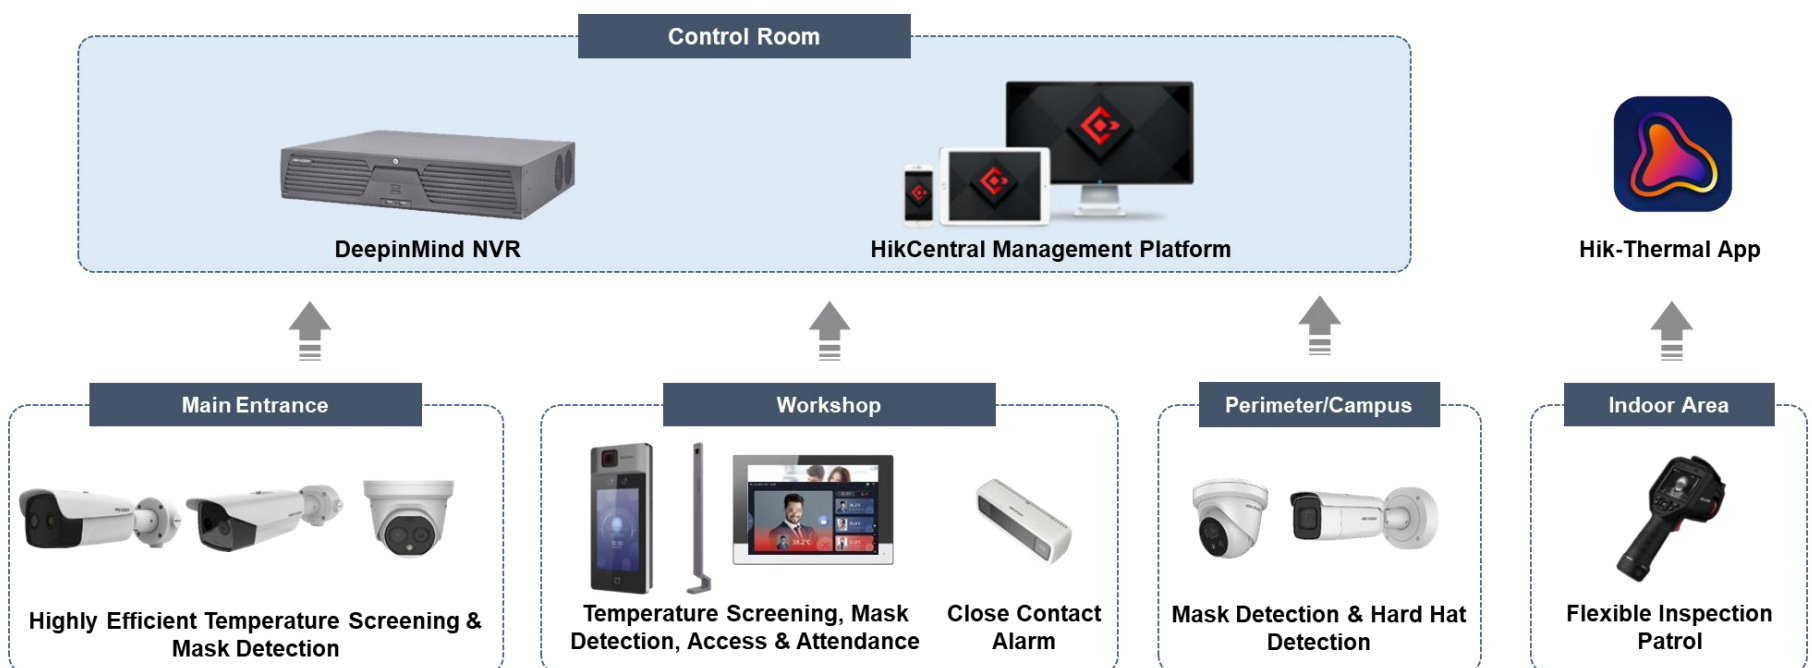 Control Room
DeepinMind NVR
HikCentral Management Platform
Hik-Thermal App
Main Entrance
Workshop
Perimeter/Campus
Indoor Area
Highly Efficient Temperature Screening &
Mask Detection
Temperature Screening, Mask
Detection, Access & Attendance
Close Contact
Alarm
Mask Detection & Hard Hat
Detection
Flexible Inspection
Patrol